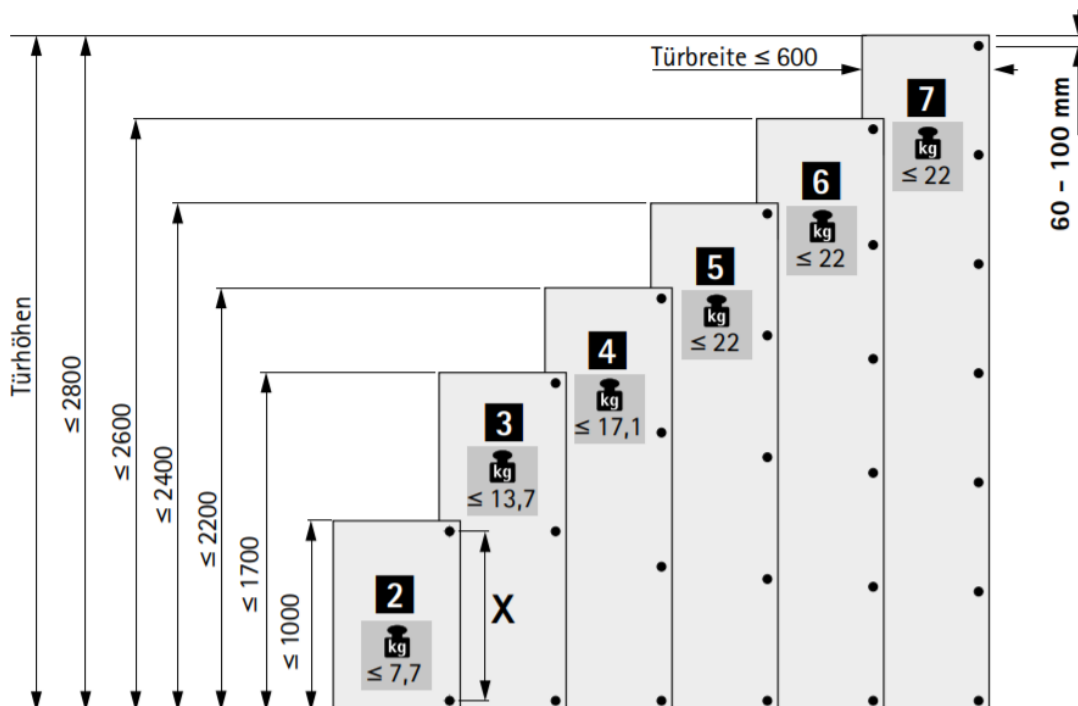 Türbreite ≤ 600
60 – 100 mm
7
kg
≤ 22
6
kg
≤ 22
5
kg
≤ 22
4
kg
≤ 17,1
3
kg
≤ 13,7
2
kg
≤ 7,7
X
Türhöhen
≤ 2800
≤ 2600
≤ 2400
≤ 2200
≤ 1700
≤ 1000